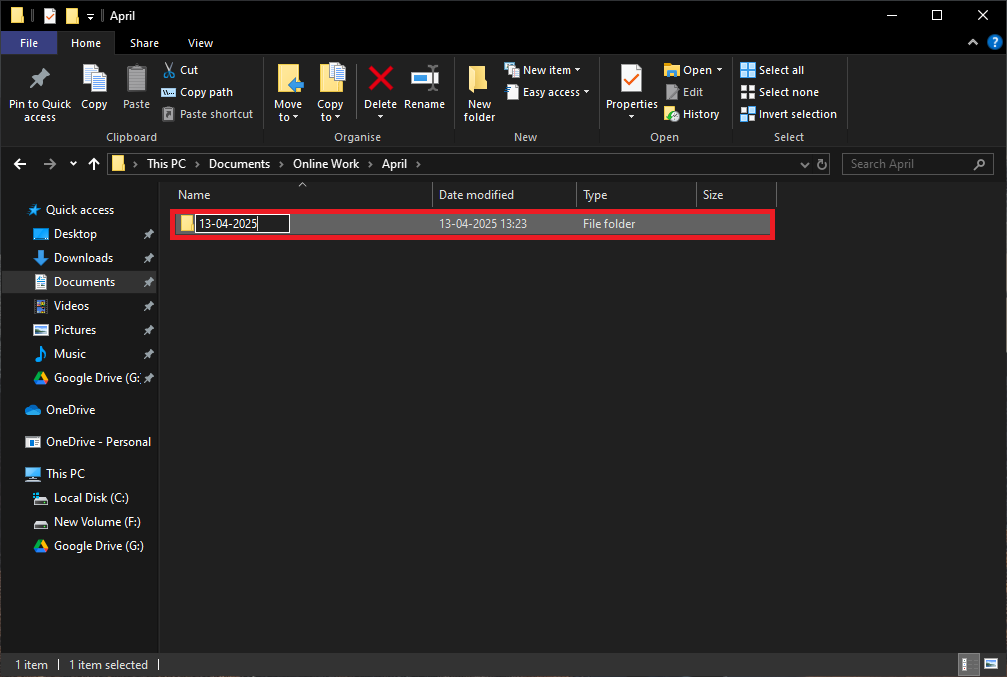 April
File Home Share View
Pin to Quick access
Copy
Paste
Cut
Copy path
Paste shortcut
Clipboard
Move to
Copy to
Delete
Rename
Organise
New folder
New item
Easy access
New
Properties
Open
Edit
History
Open
Select all
Select none
Invert selection
Select
This PC > Documents > Online Work > April >
Search April
Name Date modified Type Size
13-04-2025 13-04-2025 13:23 File folder
Quick access
Desktop
Downloads
Documents
Videos
Pictures
Music
Google Drive (G:
OneDrive
OneDrive - Personal
This PC
Local Disk (C:)
New Volume (F:)
Google Drive (G:)
1 item 1 item selected